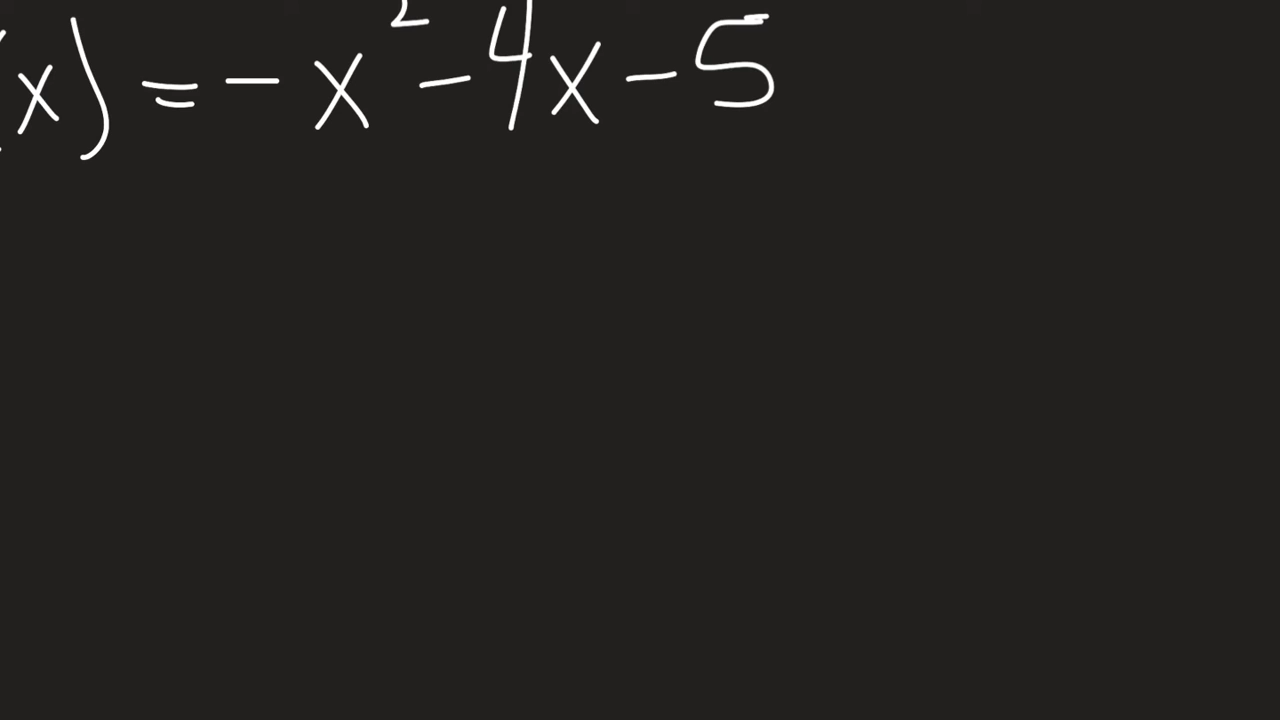 (x) = - x² - 4x - 5